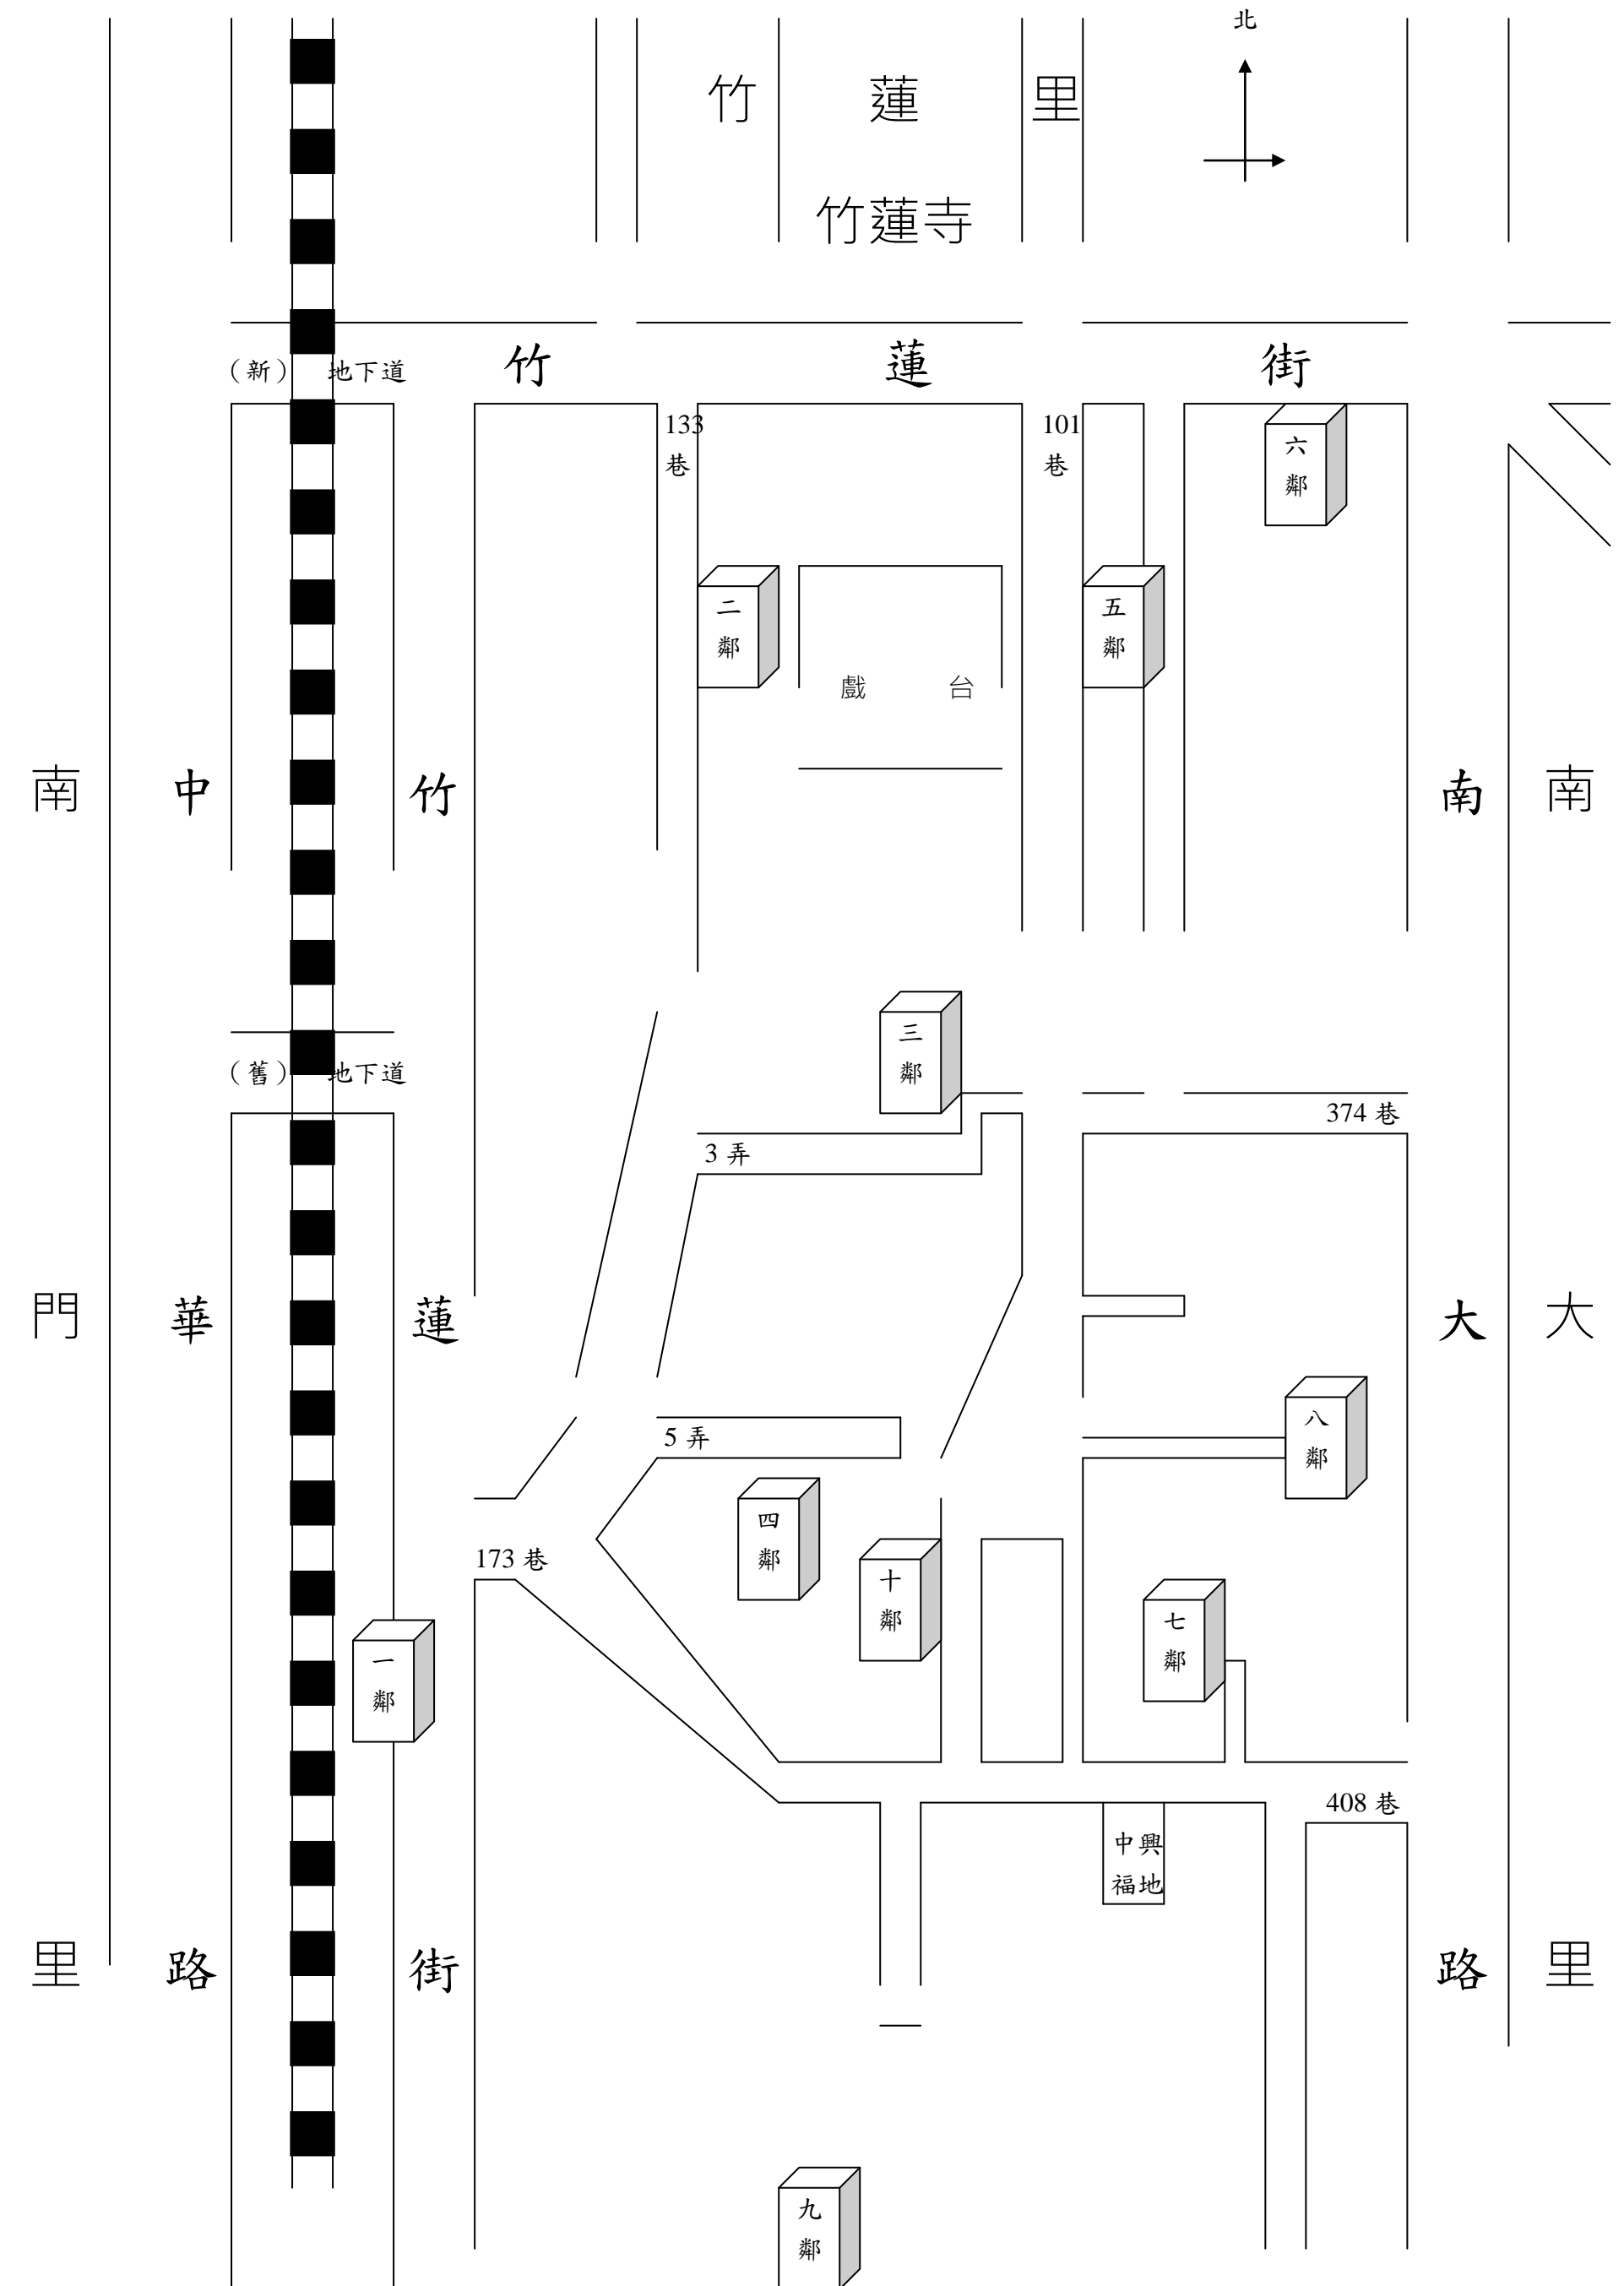 北
竹 蓮 里
竹蓮寺
竹 蓮 街
（新） 地下道
133
巷
101
巷
六
鄰
二
鄰
五
鄰
戲 台
南 門 里
中 華 路
竹 蓮 街
南 大 路
南 大 里
三
鄰
（舊） 地下道
374 巷
3 弄
八
鄰
5 弄
四
鄰
173 巷
十
鄰
七
鄰
一
鄰
408 巷
中興
福地
九
鄰